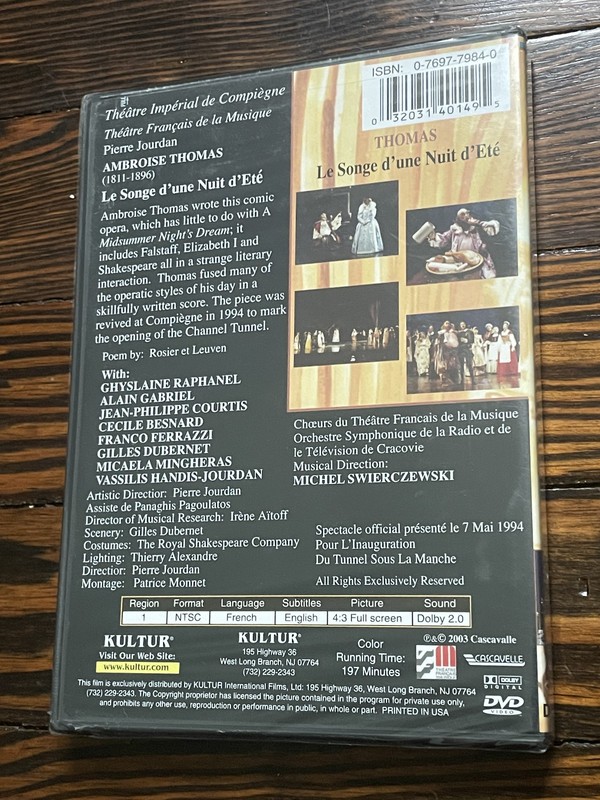 Théâtre Impérial de Compiègne
Théâtre Français de la Musique
Pierre Jourdan
AMBROISE THOMAS
(1811-1896)
Le Songe d'une Nuit d'Eté
Ambroise Thomas wrote this comic
opera, which has little to do with A
Midsummer Night's Dream; it
includes Falstaff, Elizabeth I and
Shakespeare all in a strange literary
interaction. Thomas fused many of
the operatic styles of his day in a
skillfully written score. The piece was
revived at Compiègne in 1994 to mark
the opening of the Channel Tunnel.
Poem by: Rosier et Leuven
With:
GHYSLAINE RAPHANEL
ALAIN GABRIEL
JEAN-PHILIPPE COURTIS
CECILE BESNARD
FRANCO FERRAZZI
GILLES DUBERNET
MICAELA MINGHERAS
VASSILIS HANDIS-JOURDAN
Artistic Director: Pierre Jourdan
Assiste de Panaghis Pagoulatos
Director of Musical Research: Irène Aïtoff
Scenery: Gilles Dubernet
Costumes: The Royal Shakespeare Company
Lighting: Thierry Alexandre
Director: Pierre Jourdan
Montage: Patrice Monnet
ISBN: 0-7697-7984-0
0 32031 40149 5
THOMAS
Le Songe d'une Nuit d'Eté
Chœurs du Théâtre Francais de la Musique
Orchestre Symphonique de la Radio et de
le Télévision de Cracovie
Musical Direction:
MICHEL SWIERCZEWSKI
Spectacle official présenté le 7 Mai 1994
Pour L'Inauguration
Du Tunnel Sous La Manche
All Rights Exclusively Reserved
Region Format Language Subtitles Picture Sound
1 NTSC French English 4:3 Full screen Dolby 2.0
KULTUR®
Visit Our Web Site:
www.kultur.com
KULTUR®
195 Highway 36
West Long Branch, NJ 07764
(732) 229-2343
Color
Running Time:
197 Minutes
℗&© 2003 Cascavelle
CASCAVELLE
DOLBY
DIGITAL
DVD
VIDEO
This film is exclusively distributed by KULTUR International Films, Ltd: 195 Highway 36, West Long Branch, NJ 07764
(732) 229-2343. The Copyright proprietor has licensed the picture contained in the program for private use only,
and prohibits any other use, reproduction or performance in public, in whole or part. PRINTED IN USA